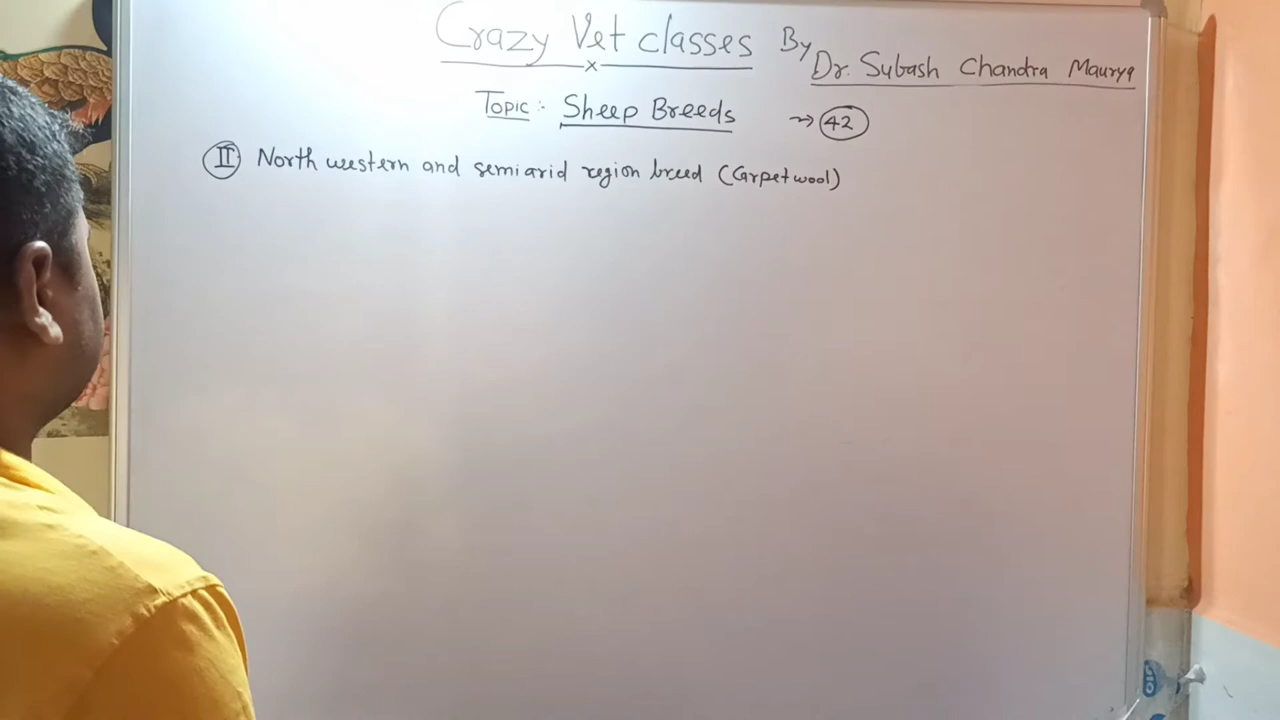 Crazy Vet classes By Dr. Subash Chandra Maurya
Topic :- Sheep Breeds → 42
II North western and semiarid region breed (Carpet wool)